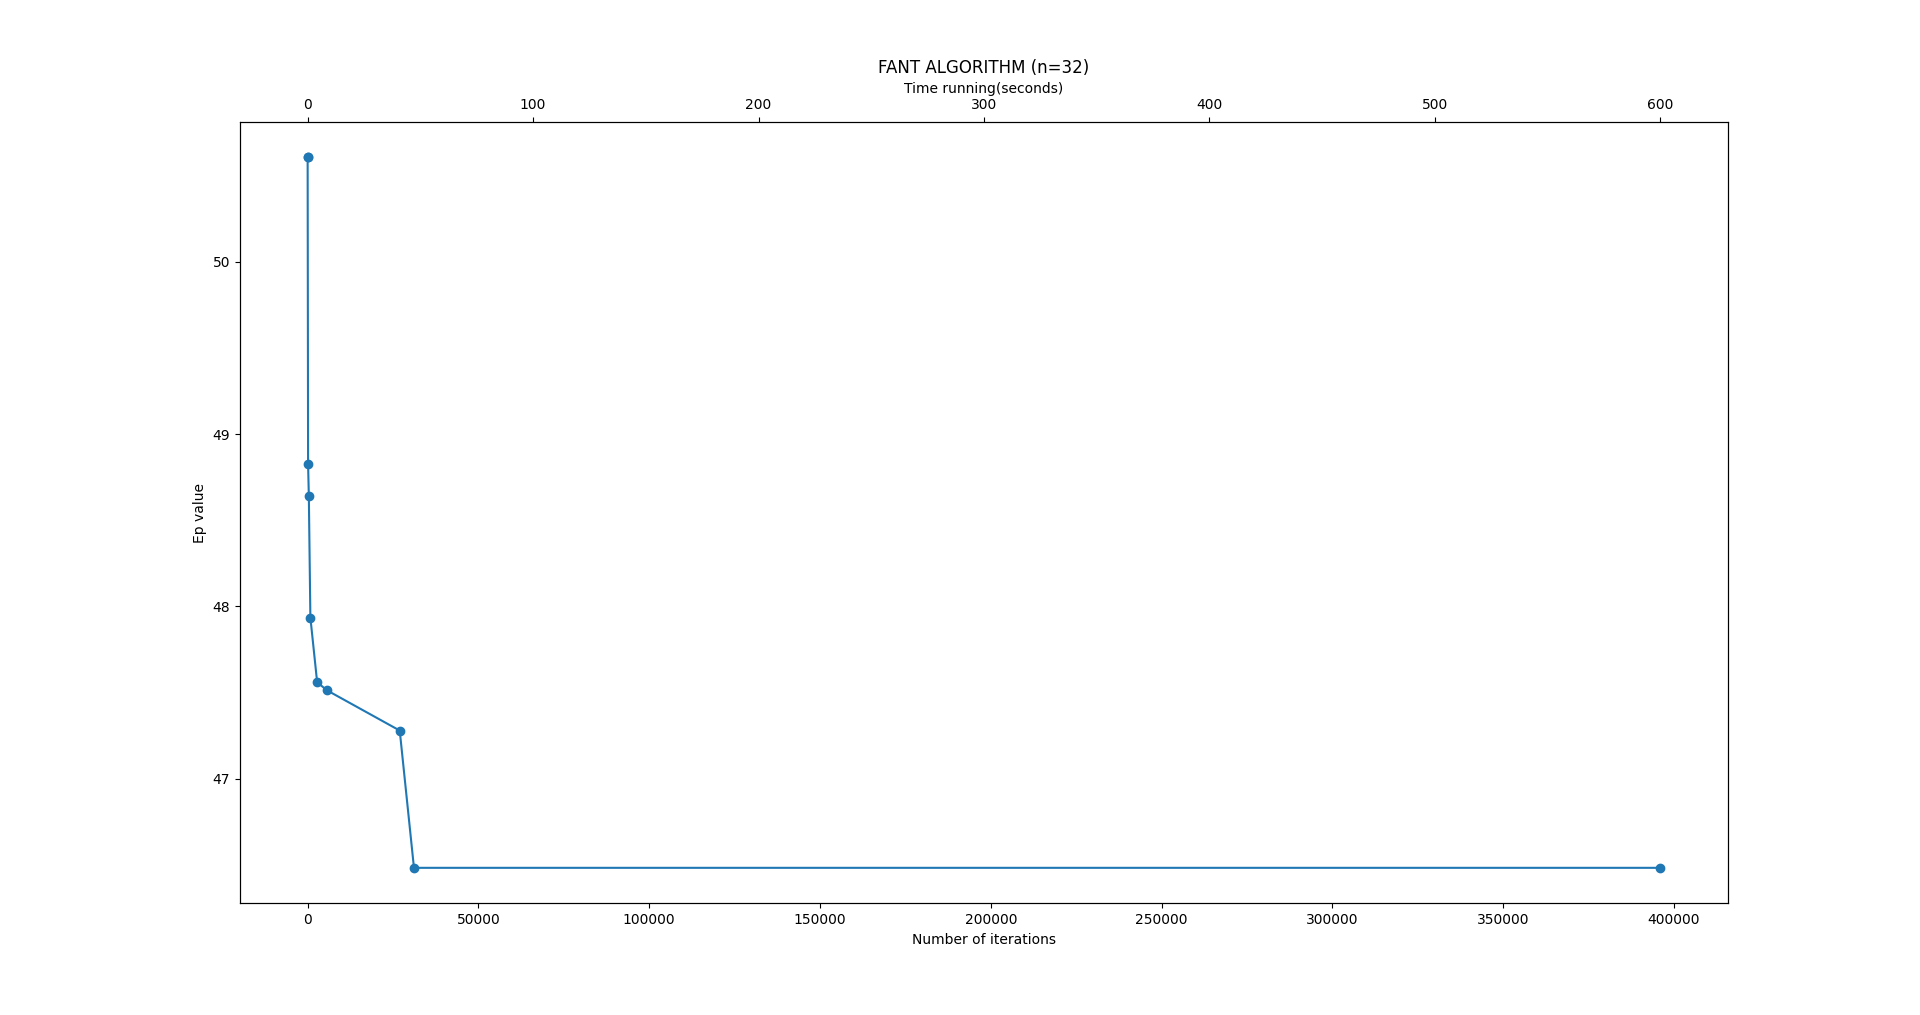 FANT ALGORITHM (n=32)
Time running(seconds)
0 100 200 300 400 500 600
50
49
48
47
Ep value
0 50000 100000 150000 200000 250000 300000 350000 400000
Number of iterations